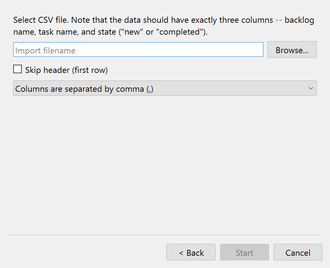 Select CSV file. Note that the data should have exactly three columns -- backlog
name, task name, and state ("new" or "completed").
Import filename
Browse...
Skip header (first row)
Columns are separated by comma (,)
< Back
Start
Cancel